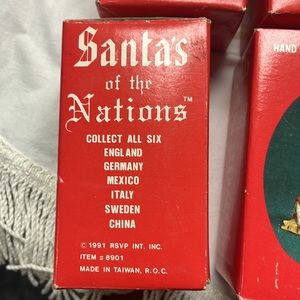 Santa's
of the
Nations™
COLLECT ALL SIX
ENGLAND
GERMANY
MEXICO
ITALY
SWEDEN
CHINA
© 1991 RSVP INT. INC.
ITEM # 8901
MADE IN TAIWAN, R.O.C.
HAND